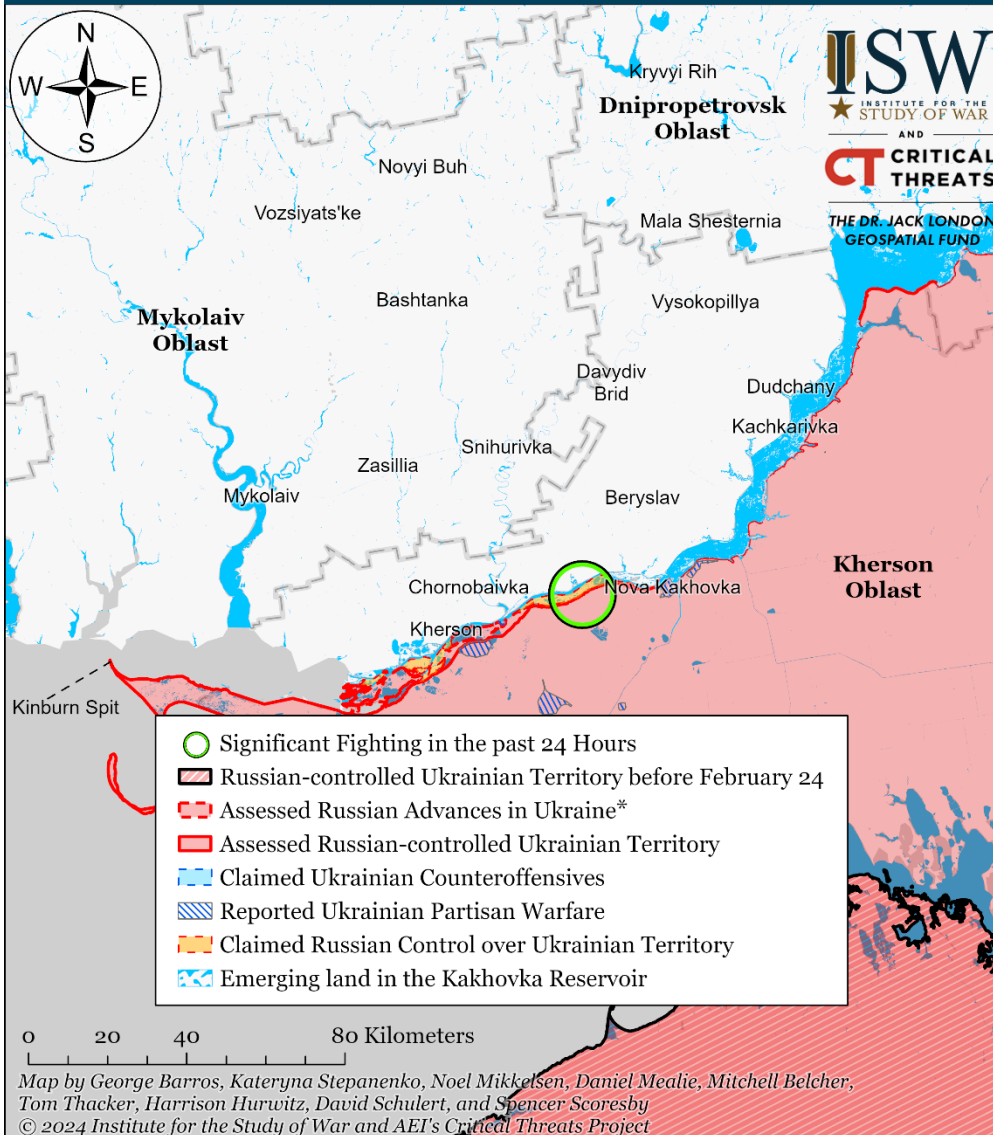 N
W
E
S
ISW
INSTITUTE FOR THE
STUDY OF WAR
AND
CT CRITICAL
THREATS
THE DR. JACK LONDON
GEOSPATIAL FUND
Kryvyi Rih
Dnipropetrovsk
Oblast
Novyi Buh
Vozsiyats'ke
Mala Shesternia
Bashtanka
Vysokopillya
Mykolaiv
Oblast
Davydiv
Brid
Dudchany
Kachkarivka
Snihurivka
Zasillia
Mykolaiv
Beryslav
Chornobaivka
Nova Kakhovka
Kherson
Oblast
Kherson
Kinburn Spit
Significant Fighting in the past 24 Hours
Russian-controlled Ukrainian Territory before February 24
Assessed Russian Advances in Ukraine*
Assessed Russian-controlled Ukrainian Territory
Claimed Ukrainian Counteroffensives
Reported Ukrainian Partisan Warfare
Claimed Russian Control over Ukrainian Territory
Emerging land in the Kakhovka Reservoir
0 20 40 80 Kilometers
Map by George Barros, Kateryna Stepanenko, Noel Mikkelsen, Daniel Mealie, Mitchell Belcher,
Tom Thacker, Harrison Hurwitz, David Schulert, and Spencer Scoresby
© 2024 Institute for the Study of War and AEI's Critical Threats Project